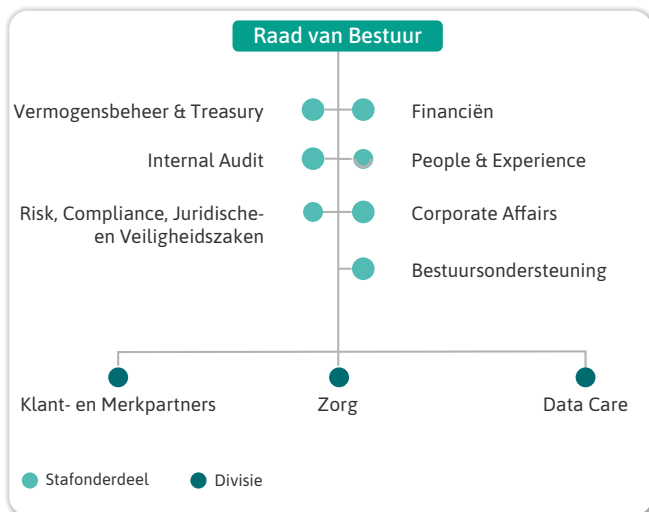 Raad van Bestuur
Vermogensbeheer & Treasury
Financiën
Internal Audit
People & Experience
Risk, Compliance, Juridische-
en Veiligheidszaken
Corporate Affairs
Bestuursondersteuning
Klant- en Merkpartners
Zorg
Data Care
Stafonderdeel
Divisie